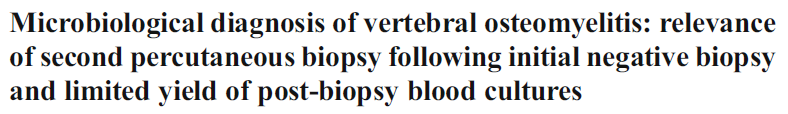 Microbiological diagnosis of vertebral osteomyelitis: relevance
of second percutaneous biopsy following initial negative biopsy
and limited yield of post-biopsy blood cultures